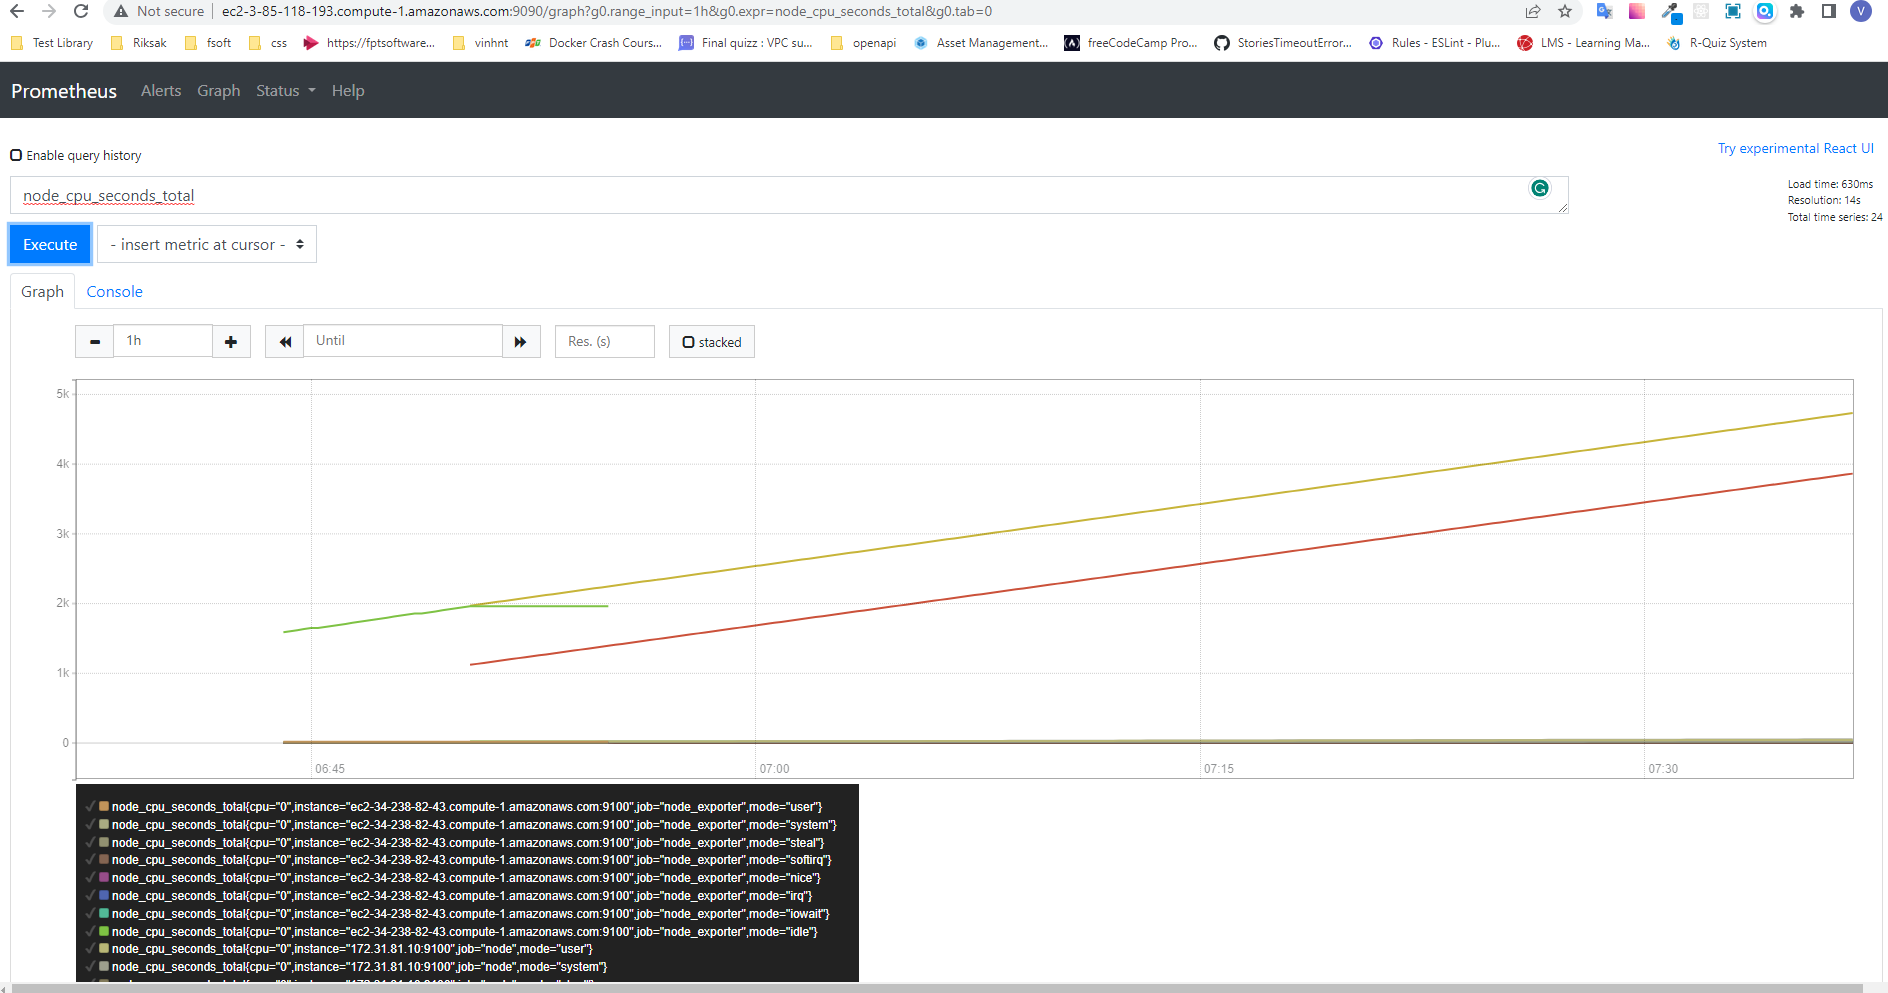 Not secure | ec2-3-85-118-193.compute-1.amazonaws.com:9090/graph?g0.range_input=1h&g0.expr=node_cpu_seconds_total&g0.tab=0
V
Test Library Riksak fsoft css https://fptsoftware... vinhnt Docker Crash Cours... Final quizz : VPC su... openapi Asset Management... freeCodeCamp Pro... StoriesTimeoutError... Rules - ESLint - Plu... LMS - Learning Ma... R-Quiz System
Prometheus Alerts Graph Status Help
Enable query history
Try experimental React UI
node_cpu_seconds_total
Load time: 630ms
Resolution: 14s
Total time series: 24
Execute - insert metric at cursor -
Graph Console
1h Until Res. (s) stacked
5k
4k
3k
2k
1k
0
06:45 07:00 07:15 07:30
node_cpu_seconds_total{cpu="0",instance="ec2-34-238-82-43.compute-1.amazonaws.com:9100",job="node_exporter",mode="user"}
node_cpu_seconds_total{cpu="0",instance="ec2-34-238-82-43.compute-1.amazonaws.com:9100",job="node_exporter",mode="system"}
node_cpu_seconds_total{cpu="0",instance="ec2-34-238-82-43.compute-1.amazonaws.com:9100",job="node_exporter",mode="steal"}
node_cpu_seconds_total{cpu="0",instance="ec2-34-238-82-43.compute-1.amazonaws.com:9100",job="node_exporter",mode="softirq"}
node_cpu_seconds_total{cpu="0",instance="ec2-34-238-82-43.compute-1.amazonaws.com:9100",job="node_exporter",mode="nice"}
node_cpu_seconds_total{cpu="0",instance="ec2-34-238-82-43.compute-1.amazonaws.com:9100",job="node_exporter",mode="irq"}
node_cpu_seconds_total{cpu="0",instance="ec2-34-238-82-43.compute-1.amazonaws.com:9100",job="node_exporter",mode="iowait"}
node_cpu_seconds_total{cpu="0",instance="ec2-34-238-82-43.compute-1.amazonaws.com:9100",job="node_exporter",mode="idle"}
node_cpu_seconds_total{cpu="0",instance="172.31.81.10:9100",job="node",mode="user"}
node_cpu_seconds_total{cpu="0",instance="172.31.81.10:9100",job="node",mode="system"}